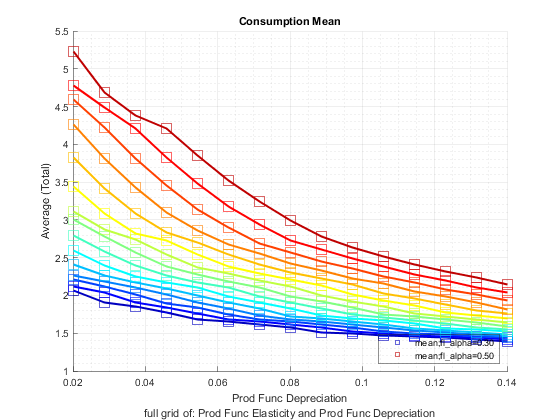 Consumption Mean
5.5
5
4.5
4
3.5
3
2.5
2
1.5
1
Average (Total)
0.02
0.04
0.06
0.08
0.1
0.12
0.14
mean;fl_alpha=0.30
mean;fl_alpha=0.50
Prod Func Depreciation
full grid of: Prod Func Elasticity and Prod Func Depreciation